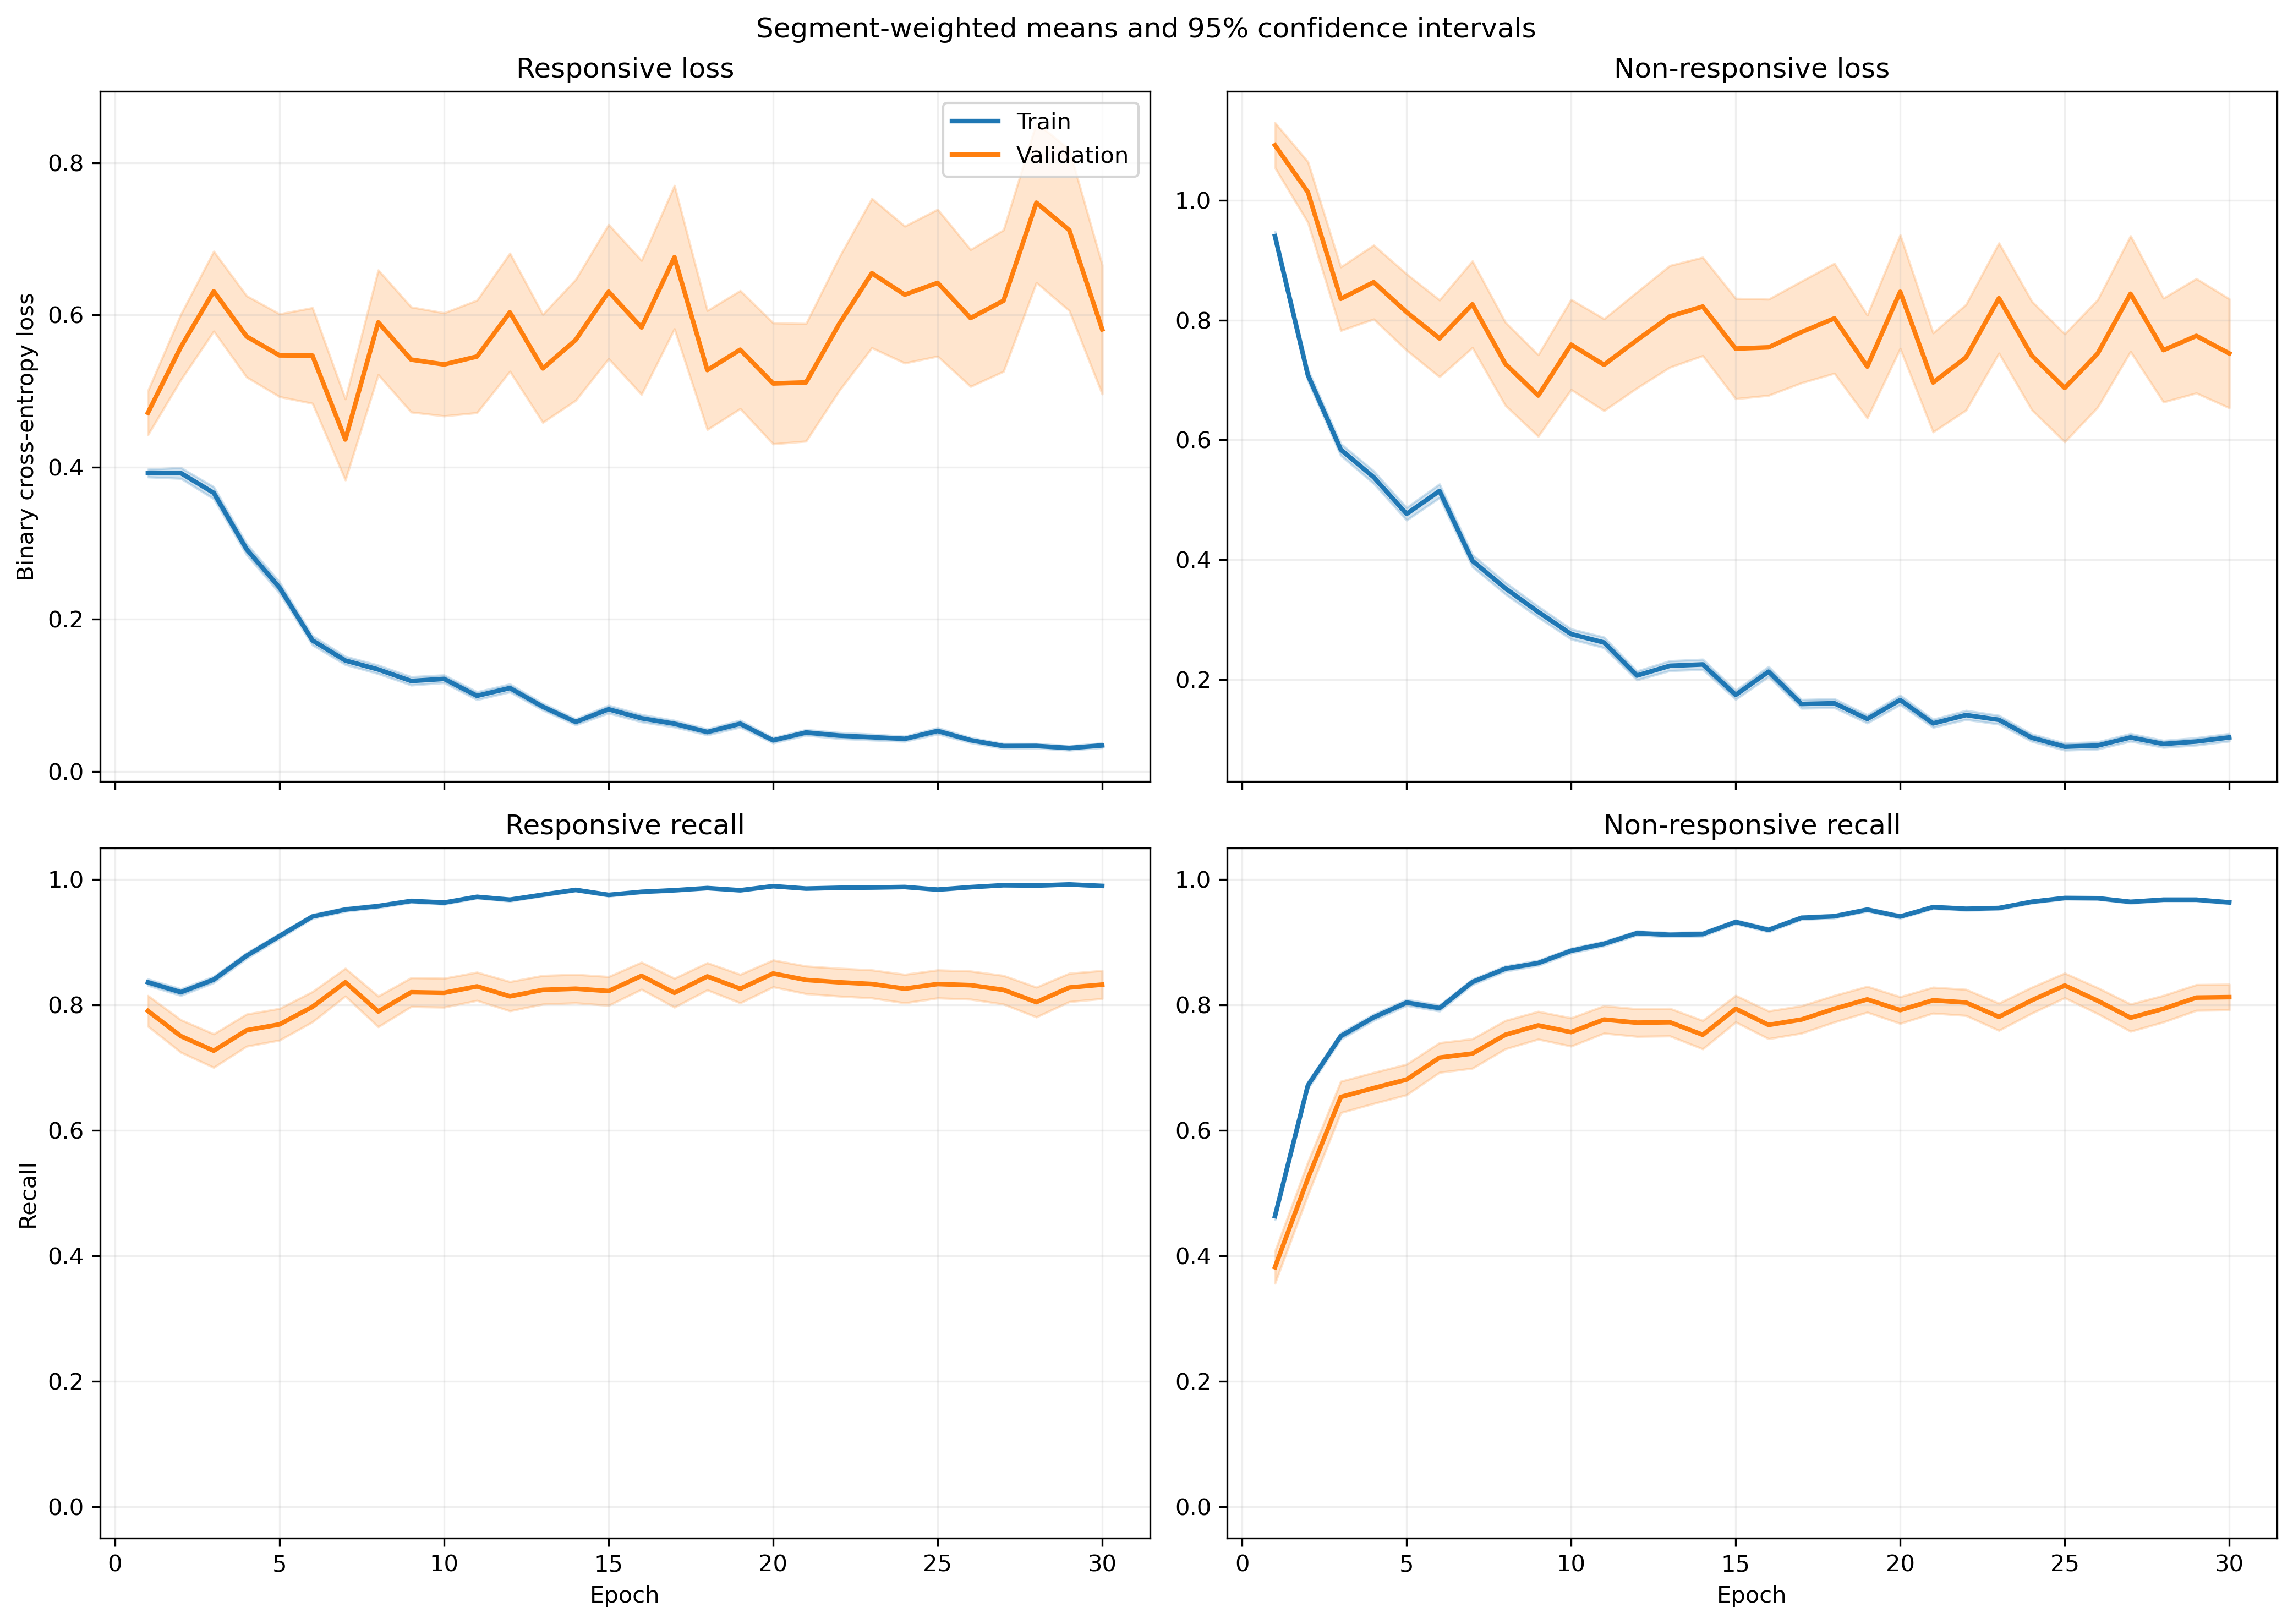 Segment-weighted means and 95% confidence intervals
Responsive loss
Non-responsive loss
Train
Validation
Binary cross-entropy loss
0.8
0.6
0.4
0.2
0.0
1.0
0.8
0.6
0.4
0.2
Responsive recall
Non-responsive recall
Recall
1.0
0.8
0.6
0.4
0.2
0.0
1.0
0.8
0.6
0.4
0.2
0.0
0 5 10 15 20 25 30
0 5 10 15 20 25 30
Epoch
Epoch